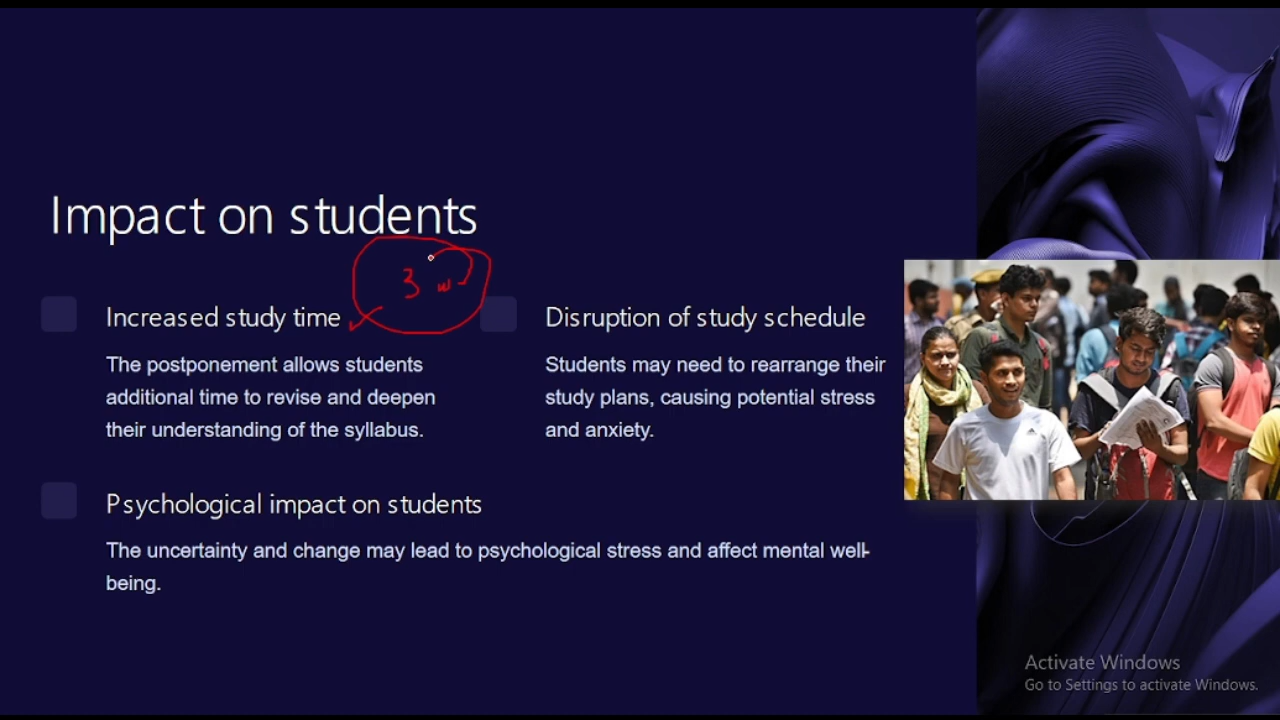 Impact on students
3 w
Increased study time
The postponement allows students
additional time to revise and deepen
their understanding of the syllabus.
Disruption of study schedule
Students may need to rearrange their
study plans, causing potential stress
and anxiety.
Psychological impact on students
The uncertainty and change may lead to psychological stress and affect mental well-
being.
Activate Windows
Go to Settings to activate Windows.